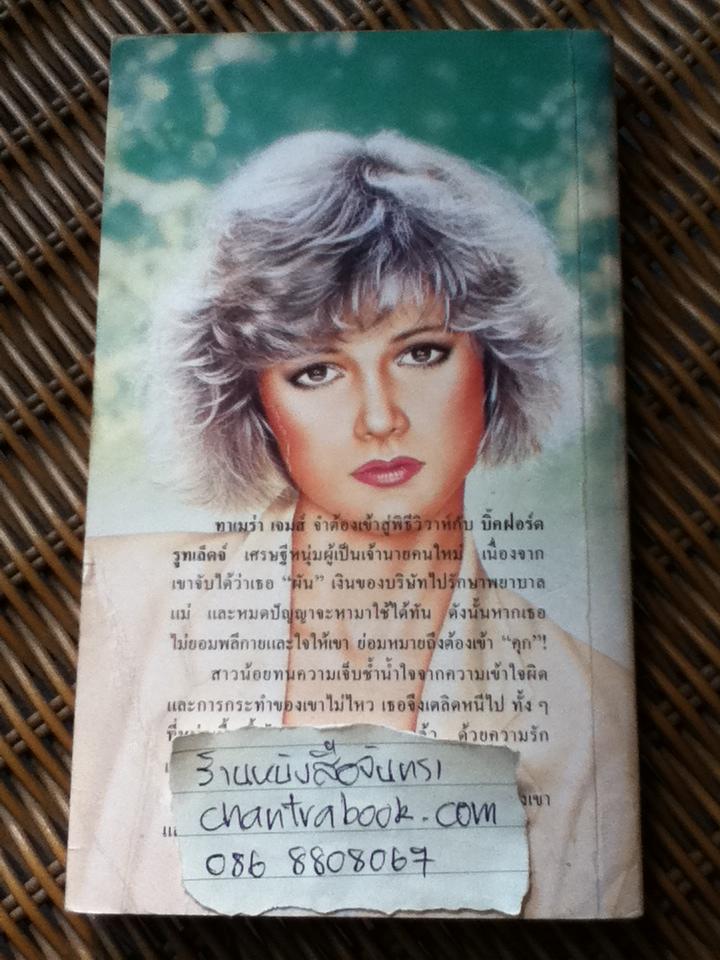 ทาเมร่า เจมส์ จำต้องเข้าสู่พิธีวิวาห์กับ บิ๊คฟอร์ด
รูทเล็ดจ์ เศรษฐีหนุ่มผู้เป็นเจ้านายคนใหม่ เนื่องจาก
เขาจับได้ว่าเธอ “ผัน” เงินของบริษัทไปรักษาพยาบาล
แม่ และหมดปัญญาจะหามาใช้ได้ทัน ดังนั้นหากเธอ
ไม่ยอมพลีกายและใจให้เขา ย่อมหมายถึงต้องเข้า “คุก”!
สาวน้อยทนความเจ็บช้ำน้ำใจจากความเข้าใจผิด
และการกระทำของเขาไม่ไหว เธอจึงเตลิดหนีไป ทั้ง ๆ
ด้วยความรัก
ร้านหนังสือจันทรา
chantrabook.com
086 8808067